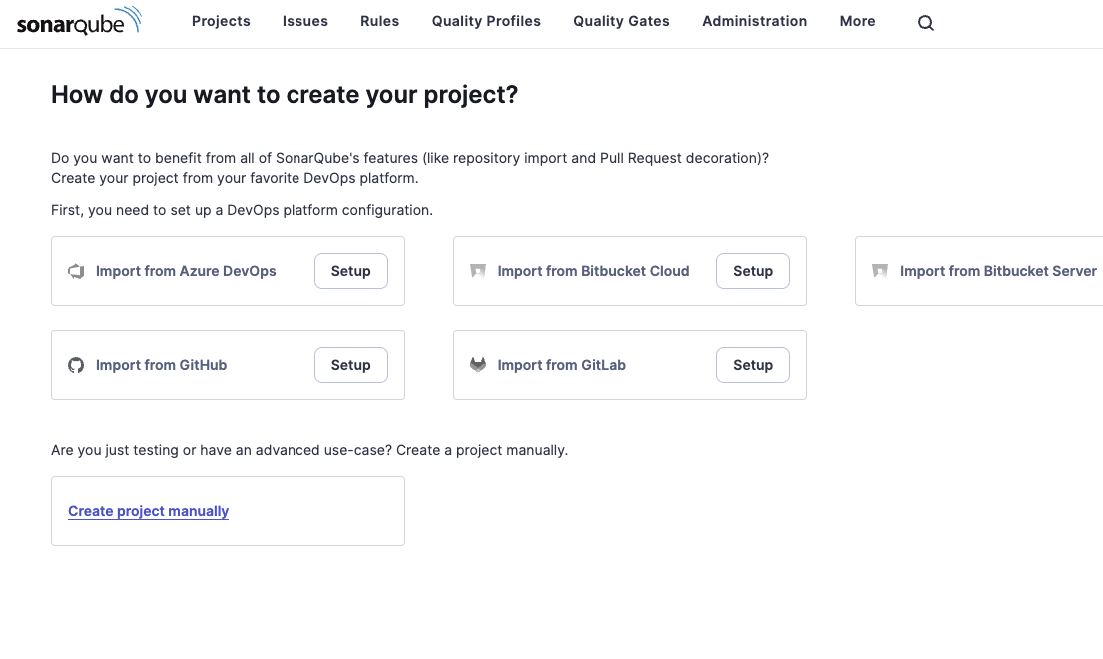 sonarqube Projects Issues Rules Quality Profiles Quality Gates Administration More
How do you want to create your project?
Do you want to benefit from all of SonarQube's features (like repository import and Pull Request decoration)?
Create your project from your favorite DevOps platform.
First, you need to set up a DevOps platform configuration.
Import from Azure DevOps Setup Import from Bitbucket Cloud Setup Import from Bitbucket Server
Import from GitHub Setup Import from GitLab Setup
Are you just testing or have an advanced use-case? Create a project manually.
Create project manually